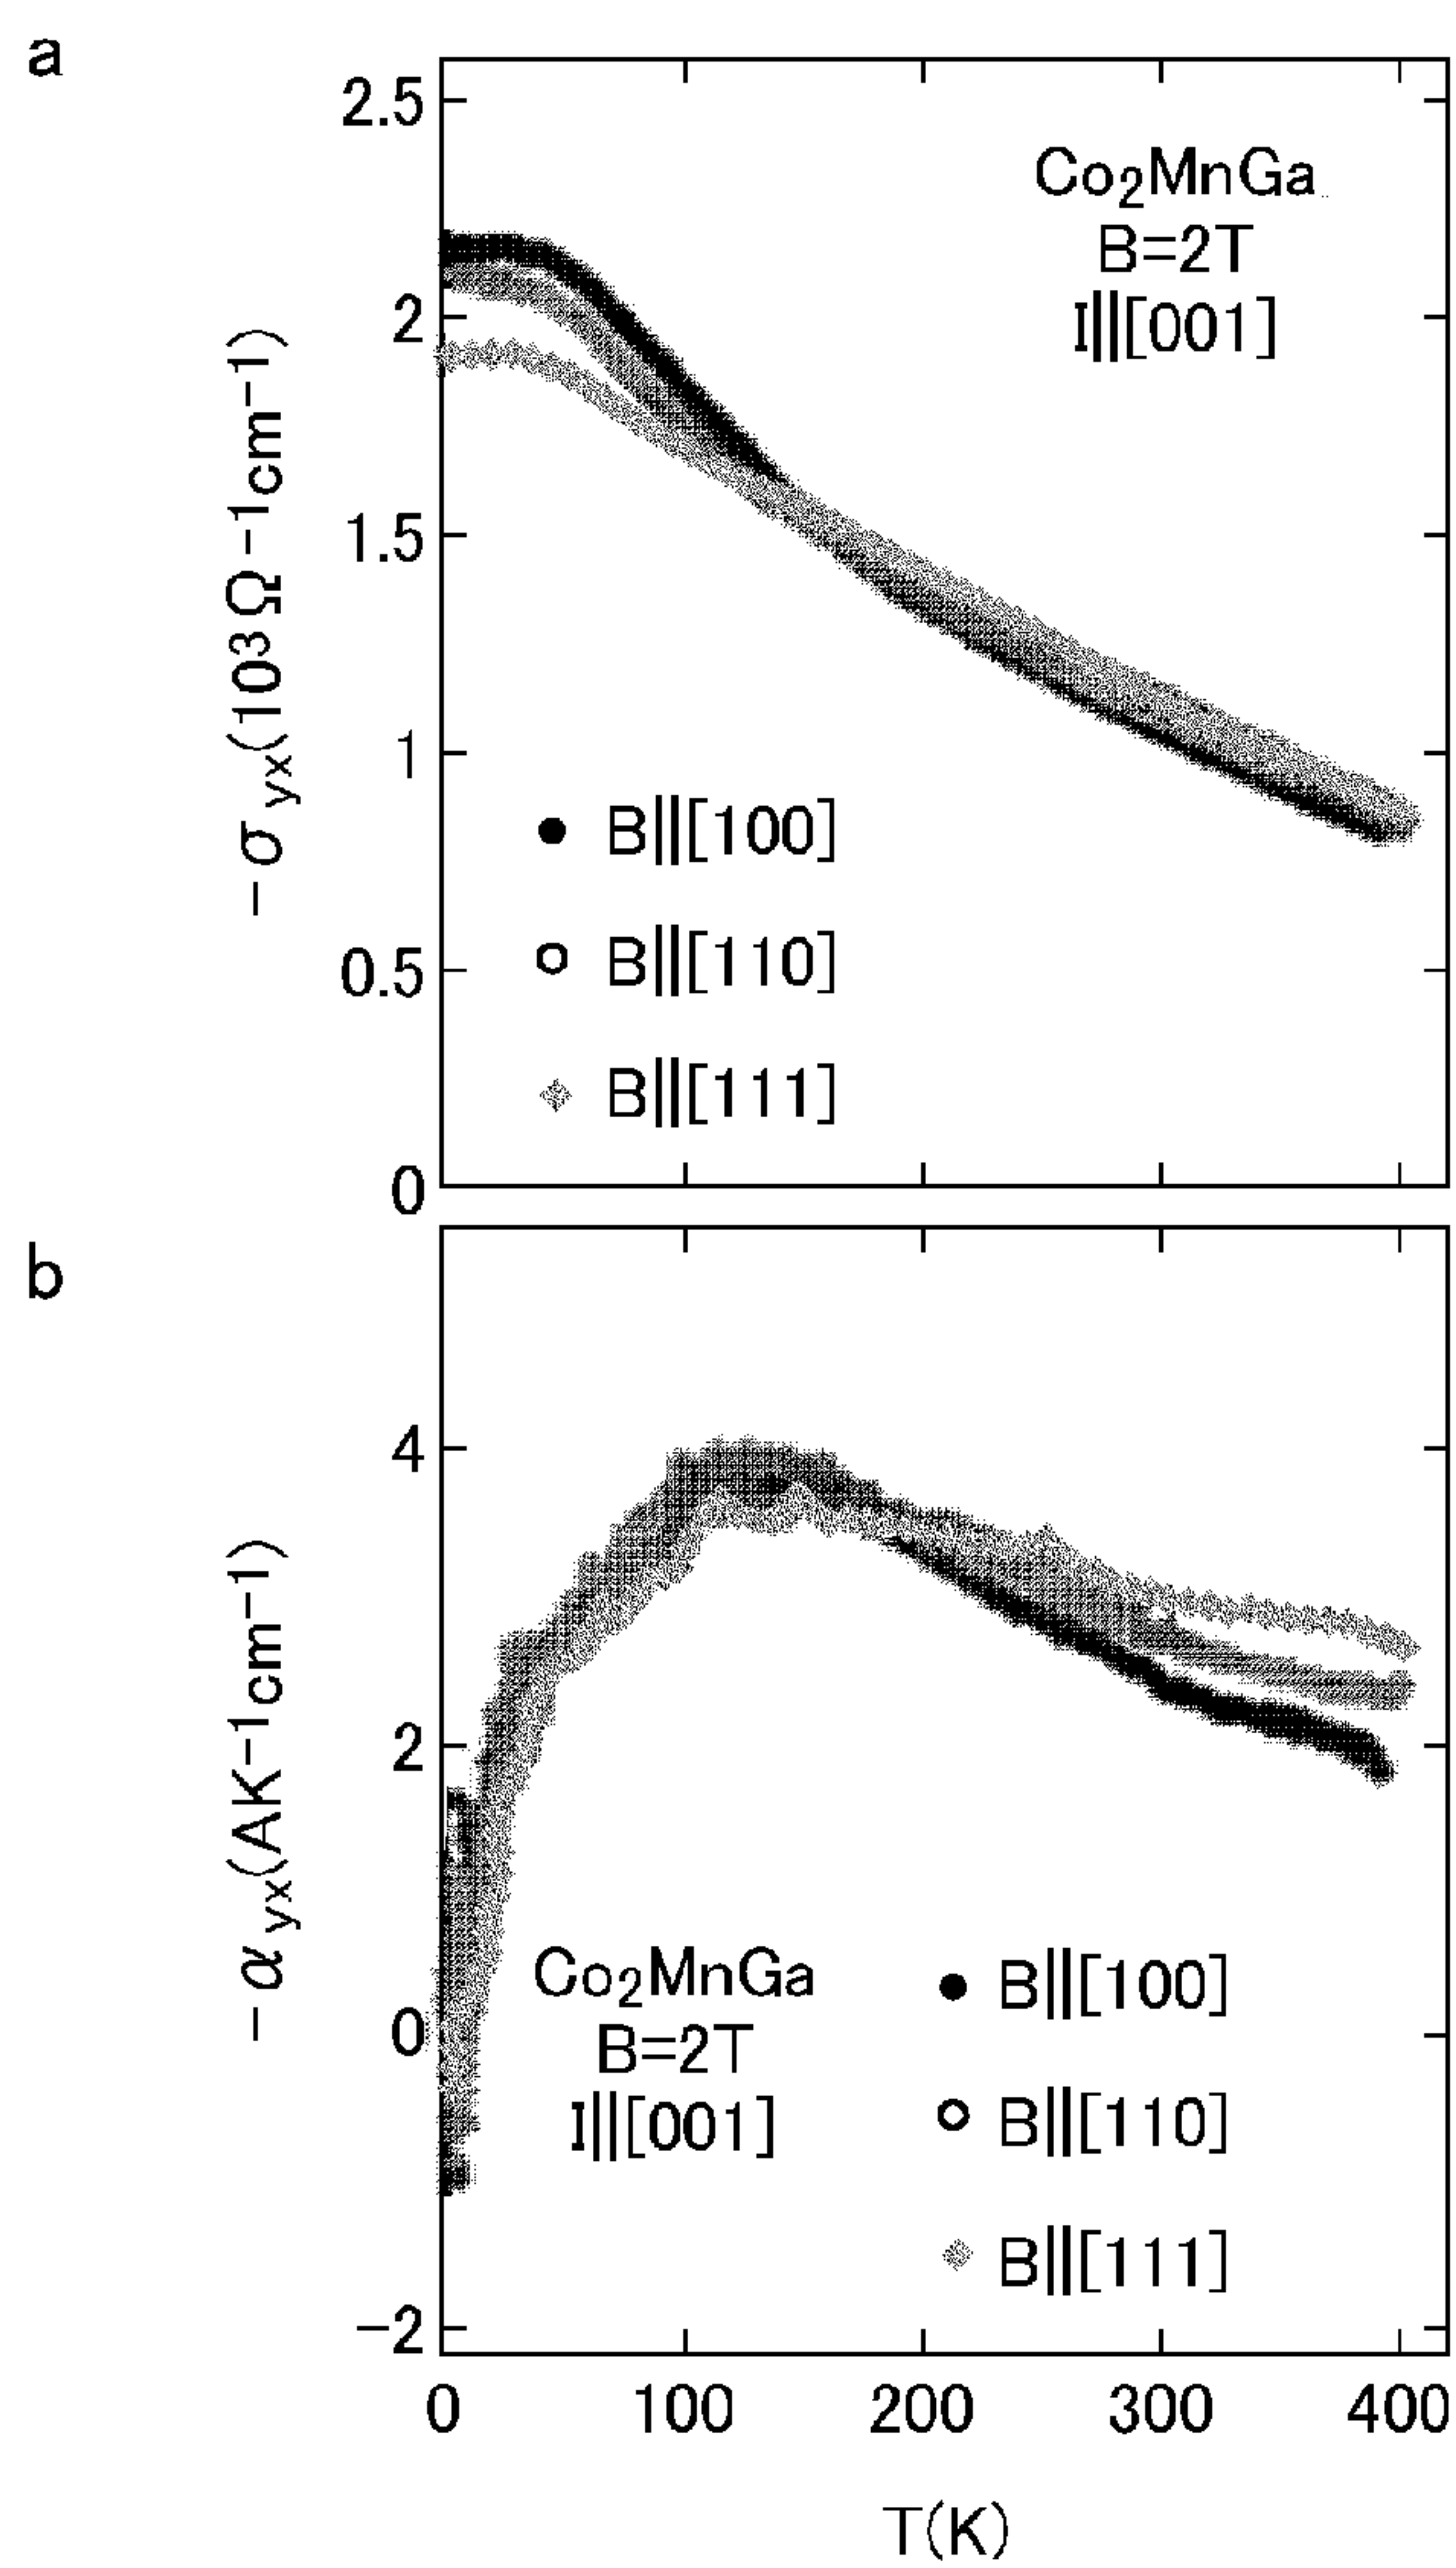 a
2.5
2
1.5
1
0.5
0
−σyx(10³Ω−1cm−1)
Co₂MnGa
B=2T
I||[001]
B||[100]
B||[110]
B||[111]
b
4
2
0
−2
−αyx(AK−1cm−1)
Co₂MnGa
B=2T
I||[001]
B||[100]
B||[110]
B||[111]
0 100 200 300 400
T(K)